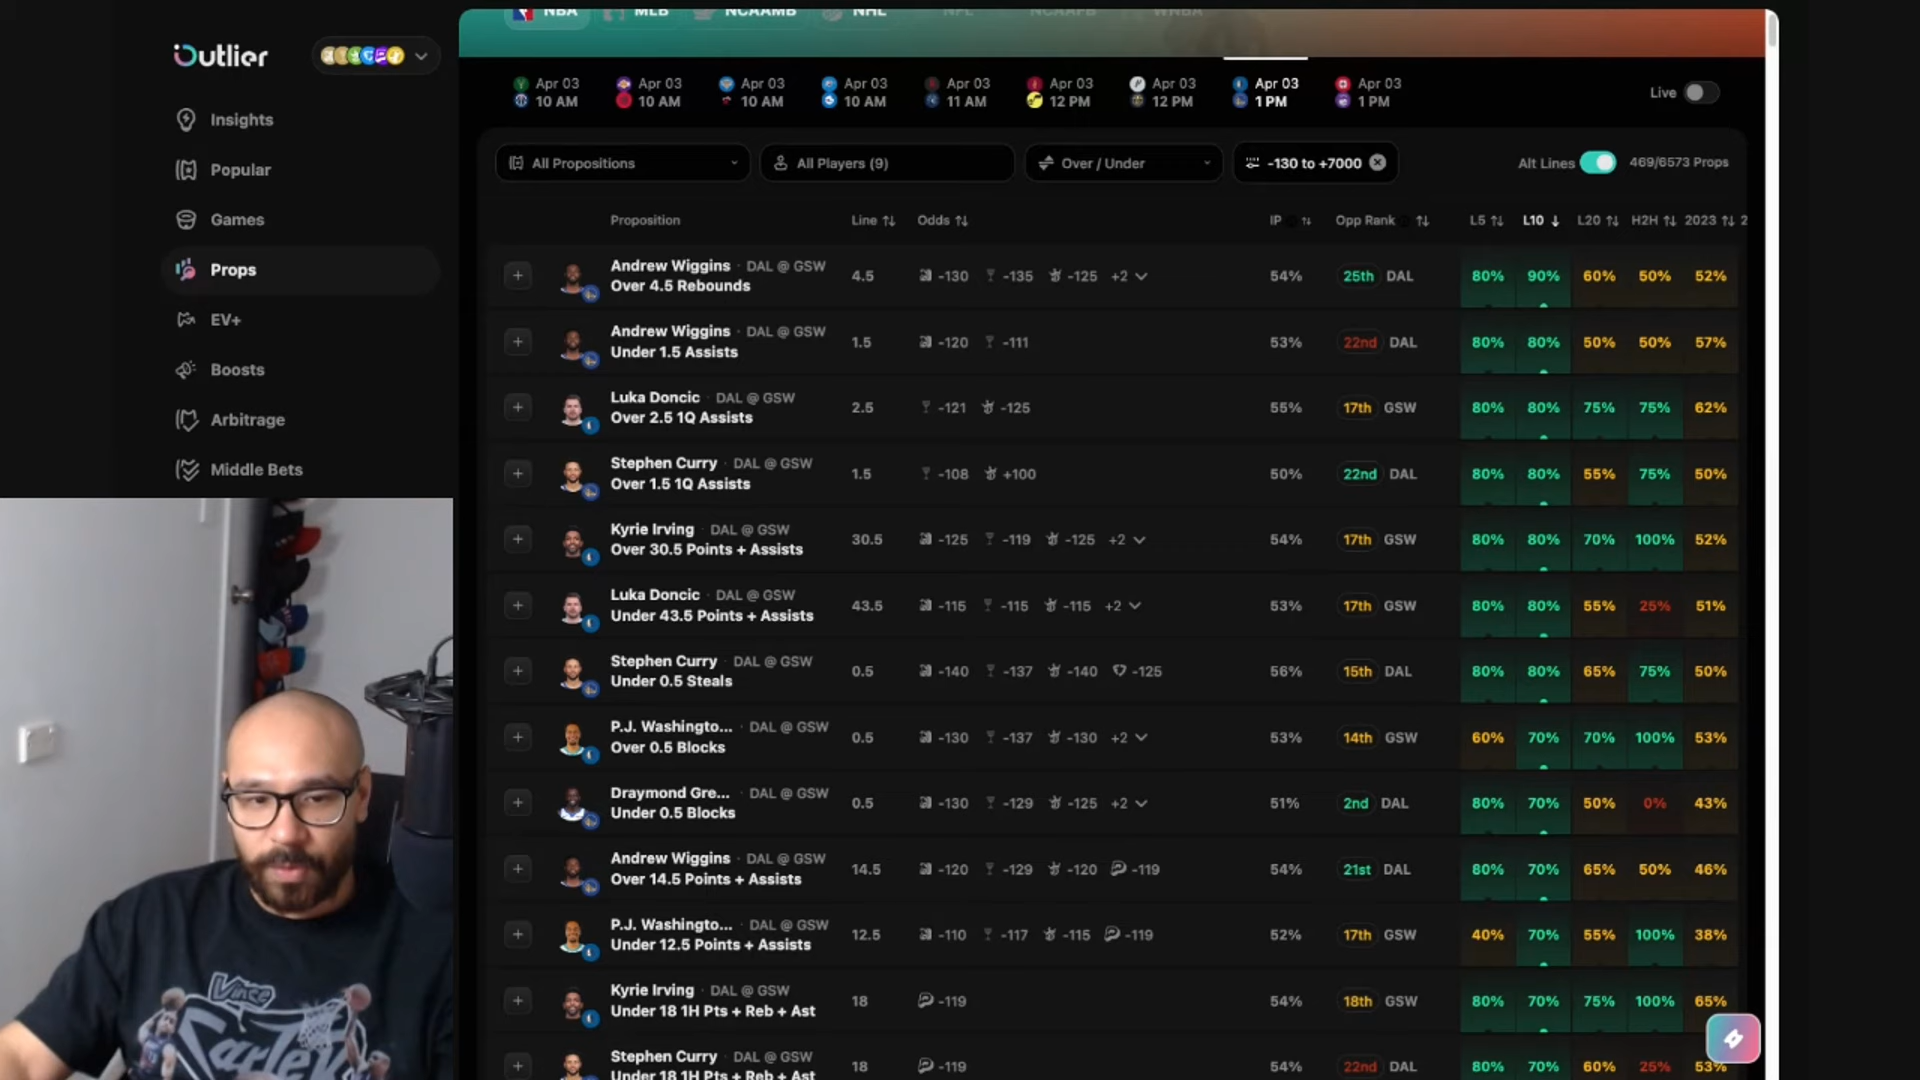 NBA MLB NCAAMB NHL NFL NCAAFB WNBA
Outlier
Apr 03 Apr 03 Apr 03 Apr 03 Apr 03 Apr 03 Apr 03 Apr 03 Apr 03
10 AM 10 AM 10 AM 10 AM 11 AM 12 PM 12 PM 1 PM 1 PM
Live
Insights
Popular
Games
Props
EV+
Boosts
Arbitrage
Middle Bets
All Propositions All Players (9) Over / Under -130 to +7000 Alt Lines 469/6573 Props
Proposition Line Odds IP Opp Rank L5 L10 L20 H2H 2023 2
Andrew Wiggins · DAL @ GSW
Over 4.5 Rebounds 4.5 -130 -135 -125 +2 54% 25th DAL 80% 90% 60% 50% 52%
Andrew Wiggins · DAL @ GSW
Under 1.5 Assists 1.5 -120 -111 53% 22nd DAL 80% 80% 50% 50% 57%
Luka Doncic · DAL @ GSW
Over 2.5 1Q Assists 2.5 -121 -125 55% 17th GSW 80% 80% 75% 75% 62%
Stephen Curry · DAL @ GSW
Over 1.5 1Q Assists 1.5 -108 +100 50% 22nd DAL 80% 80% 55% 75% 50%
Kyrie Irving · DAL @ GSW
Over 30.5 Points + Assists 30.5 -125 -119 -125 +2 54% 17th GSW 80% 80% 70% 100% 52%
Luka Doncic · DAL @ GSW
Under 43.5 Points + Assists 43.5 -115 -115 -115 +2 53% 17th GSW 80% 80% 55% 25% 51%
Stephen Curry · DAL @ GSW
Under 0.5 Steals 0.5 -140 -137 -140 -125 56% 15th DAL 80% 80% 65% 75% 50%
P.J. Washingto... · DAL @ GSW
Over 0.5 Blocks 0.5 -130 -137 -130 +2 53% 14th GSW 60% 70% 70% 100% 53%
Draymond Gre... · DAL @ GSW
Under 0.5 Blocks 0.5 -130 -129 -125 +2 51% 2nd DAL 80% 70% 50% 0% 43%
Andrew Wiggins · DAL @ GSW
Over 14.5 Points + Assists 14.5 -120 -129 -120 -119 54% 21st DAL 80% 70% 65% 50% 46%
P.J. Washingto... · DAL @ GSW
Under 12.5 Points + Assists 12.5 -110 -117 -115 -119 52% 17th GSW 40% 70% 55% 100% 38%
Kyrie Irving · DAL @ GSW
Under 18 1H Pts + Reb + Ast 18 -119 54% 18th GSW 80% 70% 75% 100% 65%
Stephen Curry · DAL @ GSW
Under 18 1H Pts + Reb + Ast 18 -119 54% 22nd DAL 80% 70% 60% 25% 53%
Vince
Carter